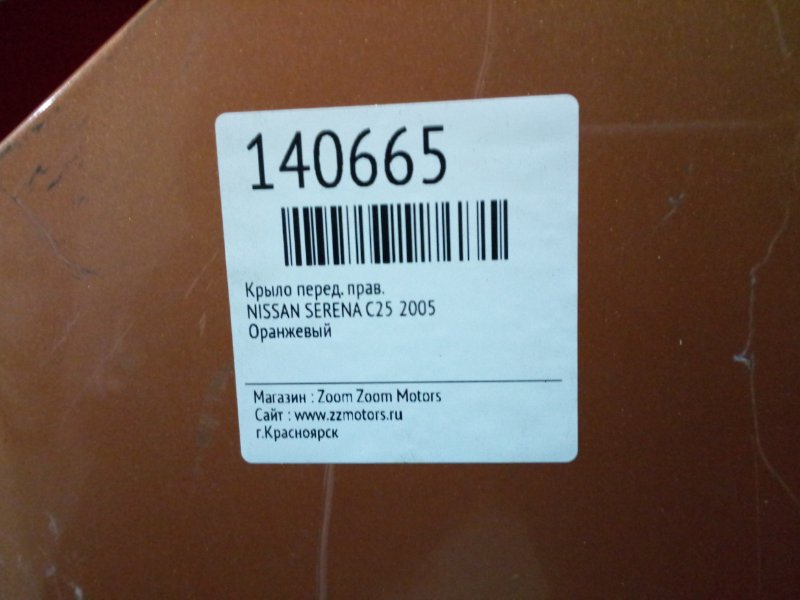 140665
Крыло перед. прав.
NISSAN SERENA C25 2005
Оранжевый
Магазин : Zoom Zoom Motors
Сайт : www.zzmotors.ru
г.Красноярск